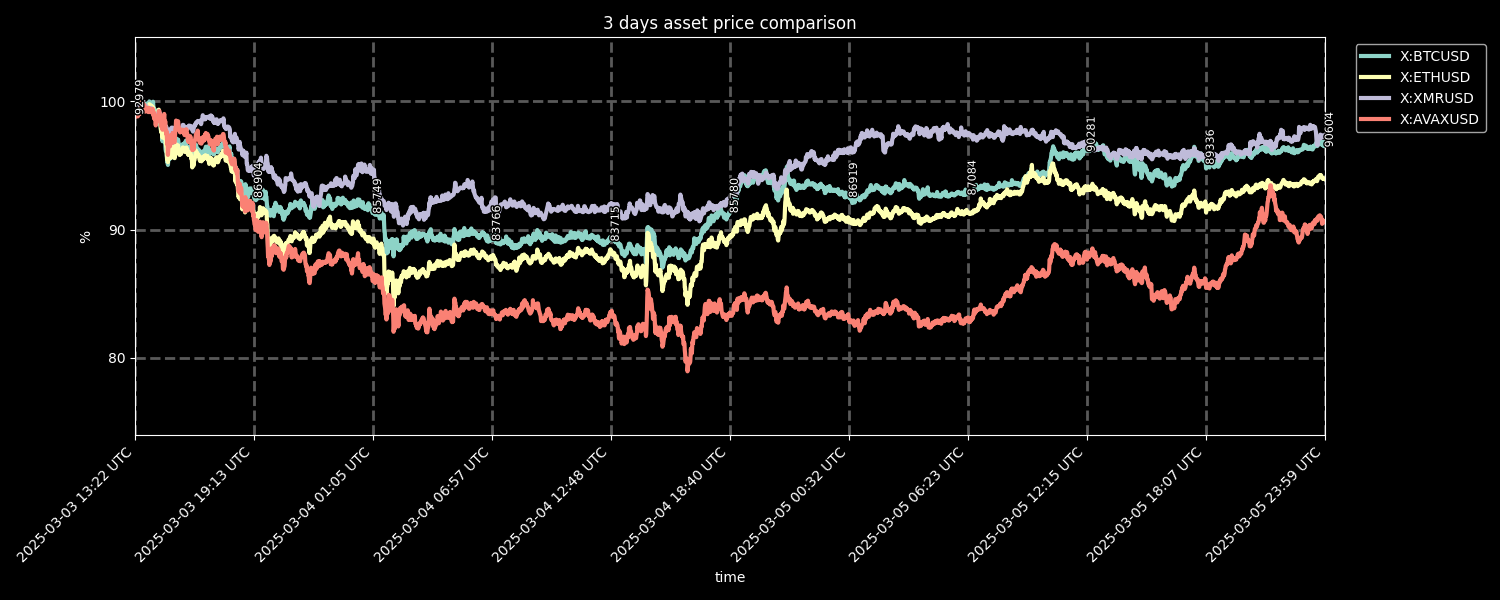 3 days asset price comparison
X:BTCUSD
X:ETHUSD
X:XMRUSD
X:AVAXUSD
%
100
90
80
92979
86904
85749
83766
83715
85780
86919
87084
90281
89336
90604
2025-03-03 13:22 UTC
2025-03-03 19:13 UTC
2025-03-04 01:05 UTC
2025-03-04 06:57 UTC
2025-03-04 12:48 UTC
2025-03-04 18:40 UTC
2025-03-05 00:32 UTC
2025-03-05 06:23 UTC
2025-03-05 12:15 UTC
2025-03-05 18:07 UTC
2025-03-05 23:59 UTC
time